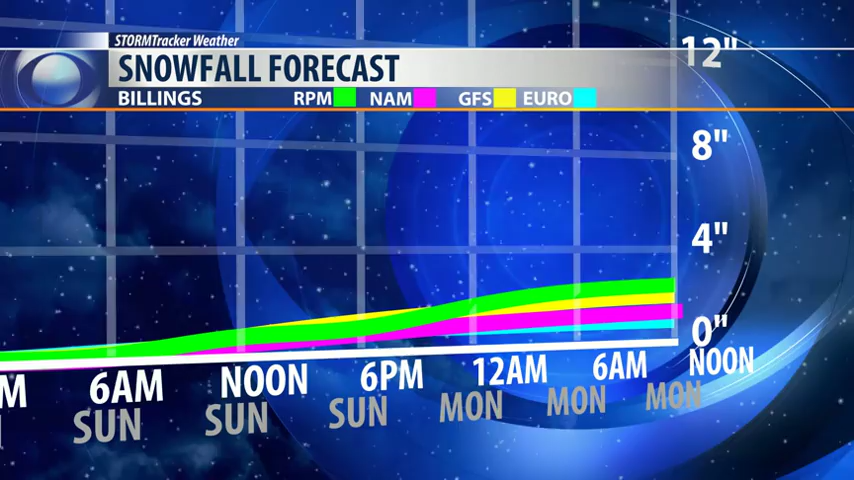 STORMTracker Weather
SNOWFALL FORECAST
BILLINGS RPM NAM GFS EURO
12"
8"
4"
0"
M 6AM NOON 6PM 12AM 6AM NOON
SUN SUN SUN MON MON MON